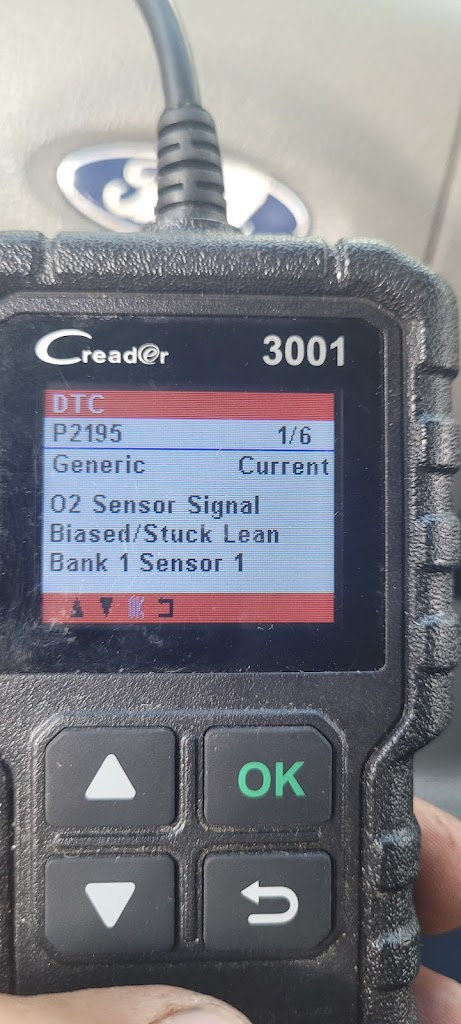 Creader
3001
DTC
P2195 1/6
Generic Current
O2 Sensor Signal
Biased/Stuck Lean
Bank 1 Sensor 1
OK